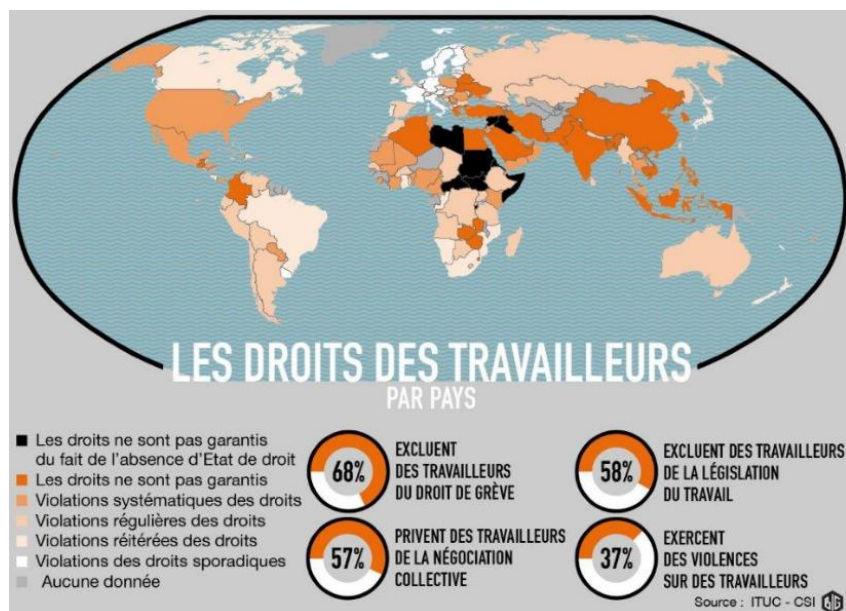 LES DROITS DES TRAVAILLEURS
PAR PAYS
Les droits ne sont pas garantis
du fait de l'absence d'Etat de droit
Les droits ne sont pas garantis
Violations systématiques des droits
Violations régulières des droits
Violations réitérées des droits
Violations des droits sporadiques
Aucune donnée
68%
EXCLUENT
DES TRAVAILLEURS
DU DROIT DE GRÈVE
58%
EXCLUENT DES TRAVAILLEURS
DE LA LÉGISLATION
DU TRAVAIL
57%
PRIVENT DES TRAVAILLEURS
DE LA NÉGOCIATION
COLLECTIVE
37%
EXERCENT
DES VIOLENCES
SUR DES TRAVAILLEURS
Source : ITUC - CSI